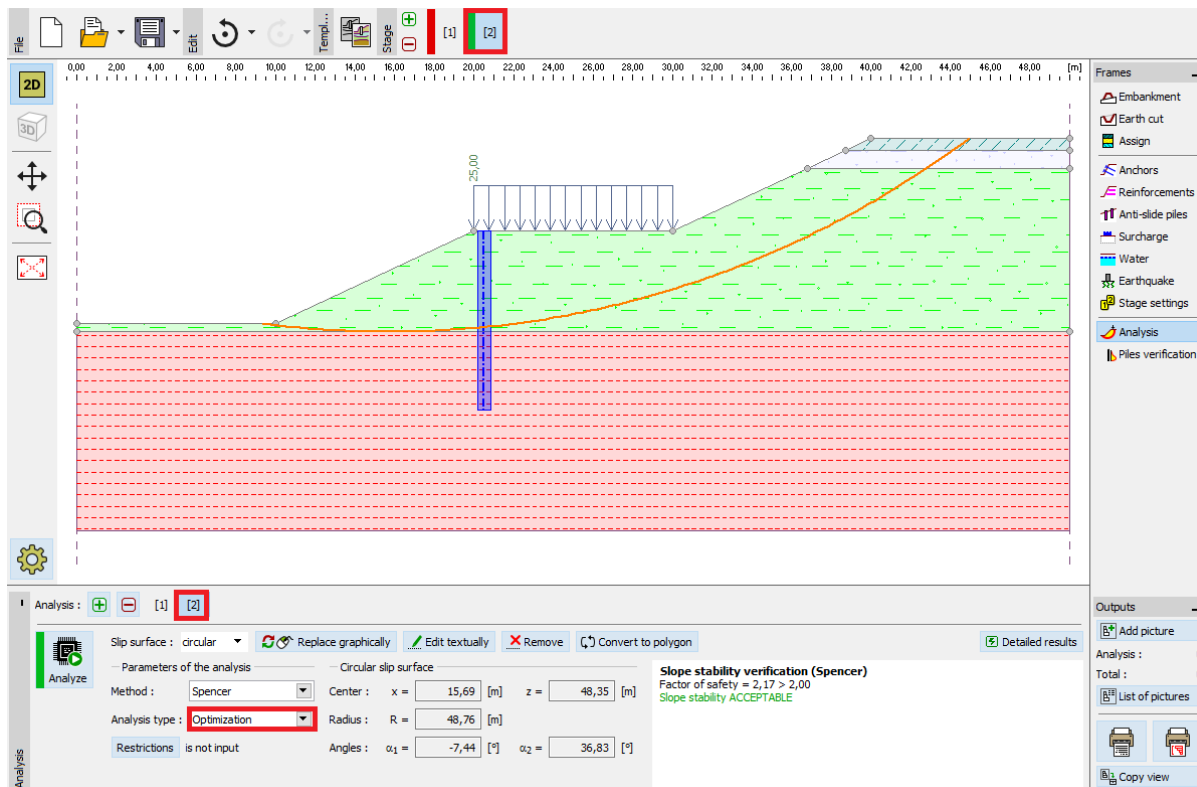 File
Edit
Templ...
Stage
[1]
[2]
2D
3D
0,00 2,00 4,00 6,00 8,00 10,00 12,00 14,00 16,00 18,00 20,00 22,00 24,00 26,00 28,00 30,00 32,00 34,00 36,00 38,00 40,00 42,00 44,00 46,00 48,00 [m]
25,00
Frames
Embankment
Earth cut
Assign
Anchors
Reinforcements
Anti-slide piles
Surcharge
Water
Earthquake
Stage settings
Analysis
Piles verification
Analysis : [1] [2]
Analyze
Slip surface : circular Replace graphically Edit textually Remove Convert to polygon Detailed results
Parameters of the analysis
Method : Spencer
Analysis type : Optimization
Restrictions is not input
Circular slip surface
Center : x = 15,69 [m] z = 48,35 [m]
Radius : R = 48,76 [m]
Angles : α1 = -7,44 [°] α2 = 36,83 [°]
Slope stability verification (Spencer)
Factor of safety = 2,17 > 2,00
Slope stability ACCEPTABLE
Analysis
Outputs
Add picture
Analysis :
Total :
List of pictures
Copy view